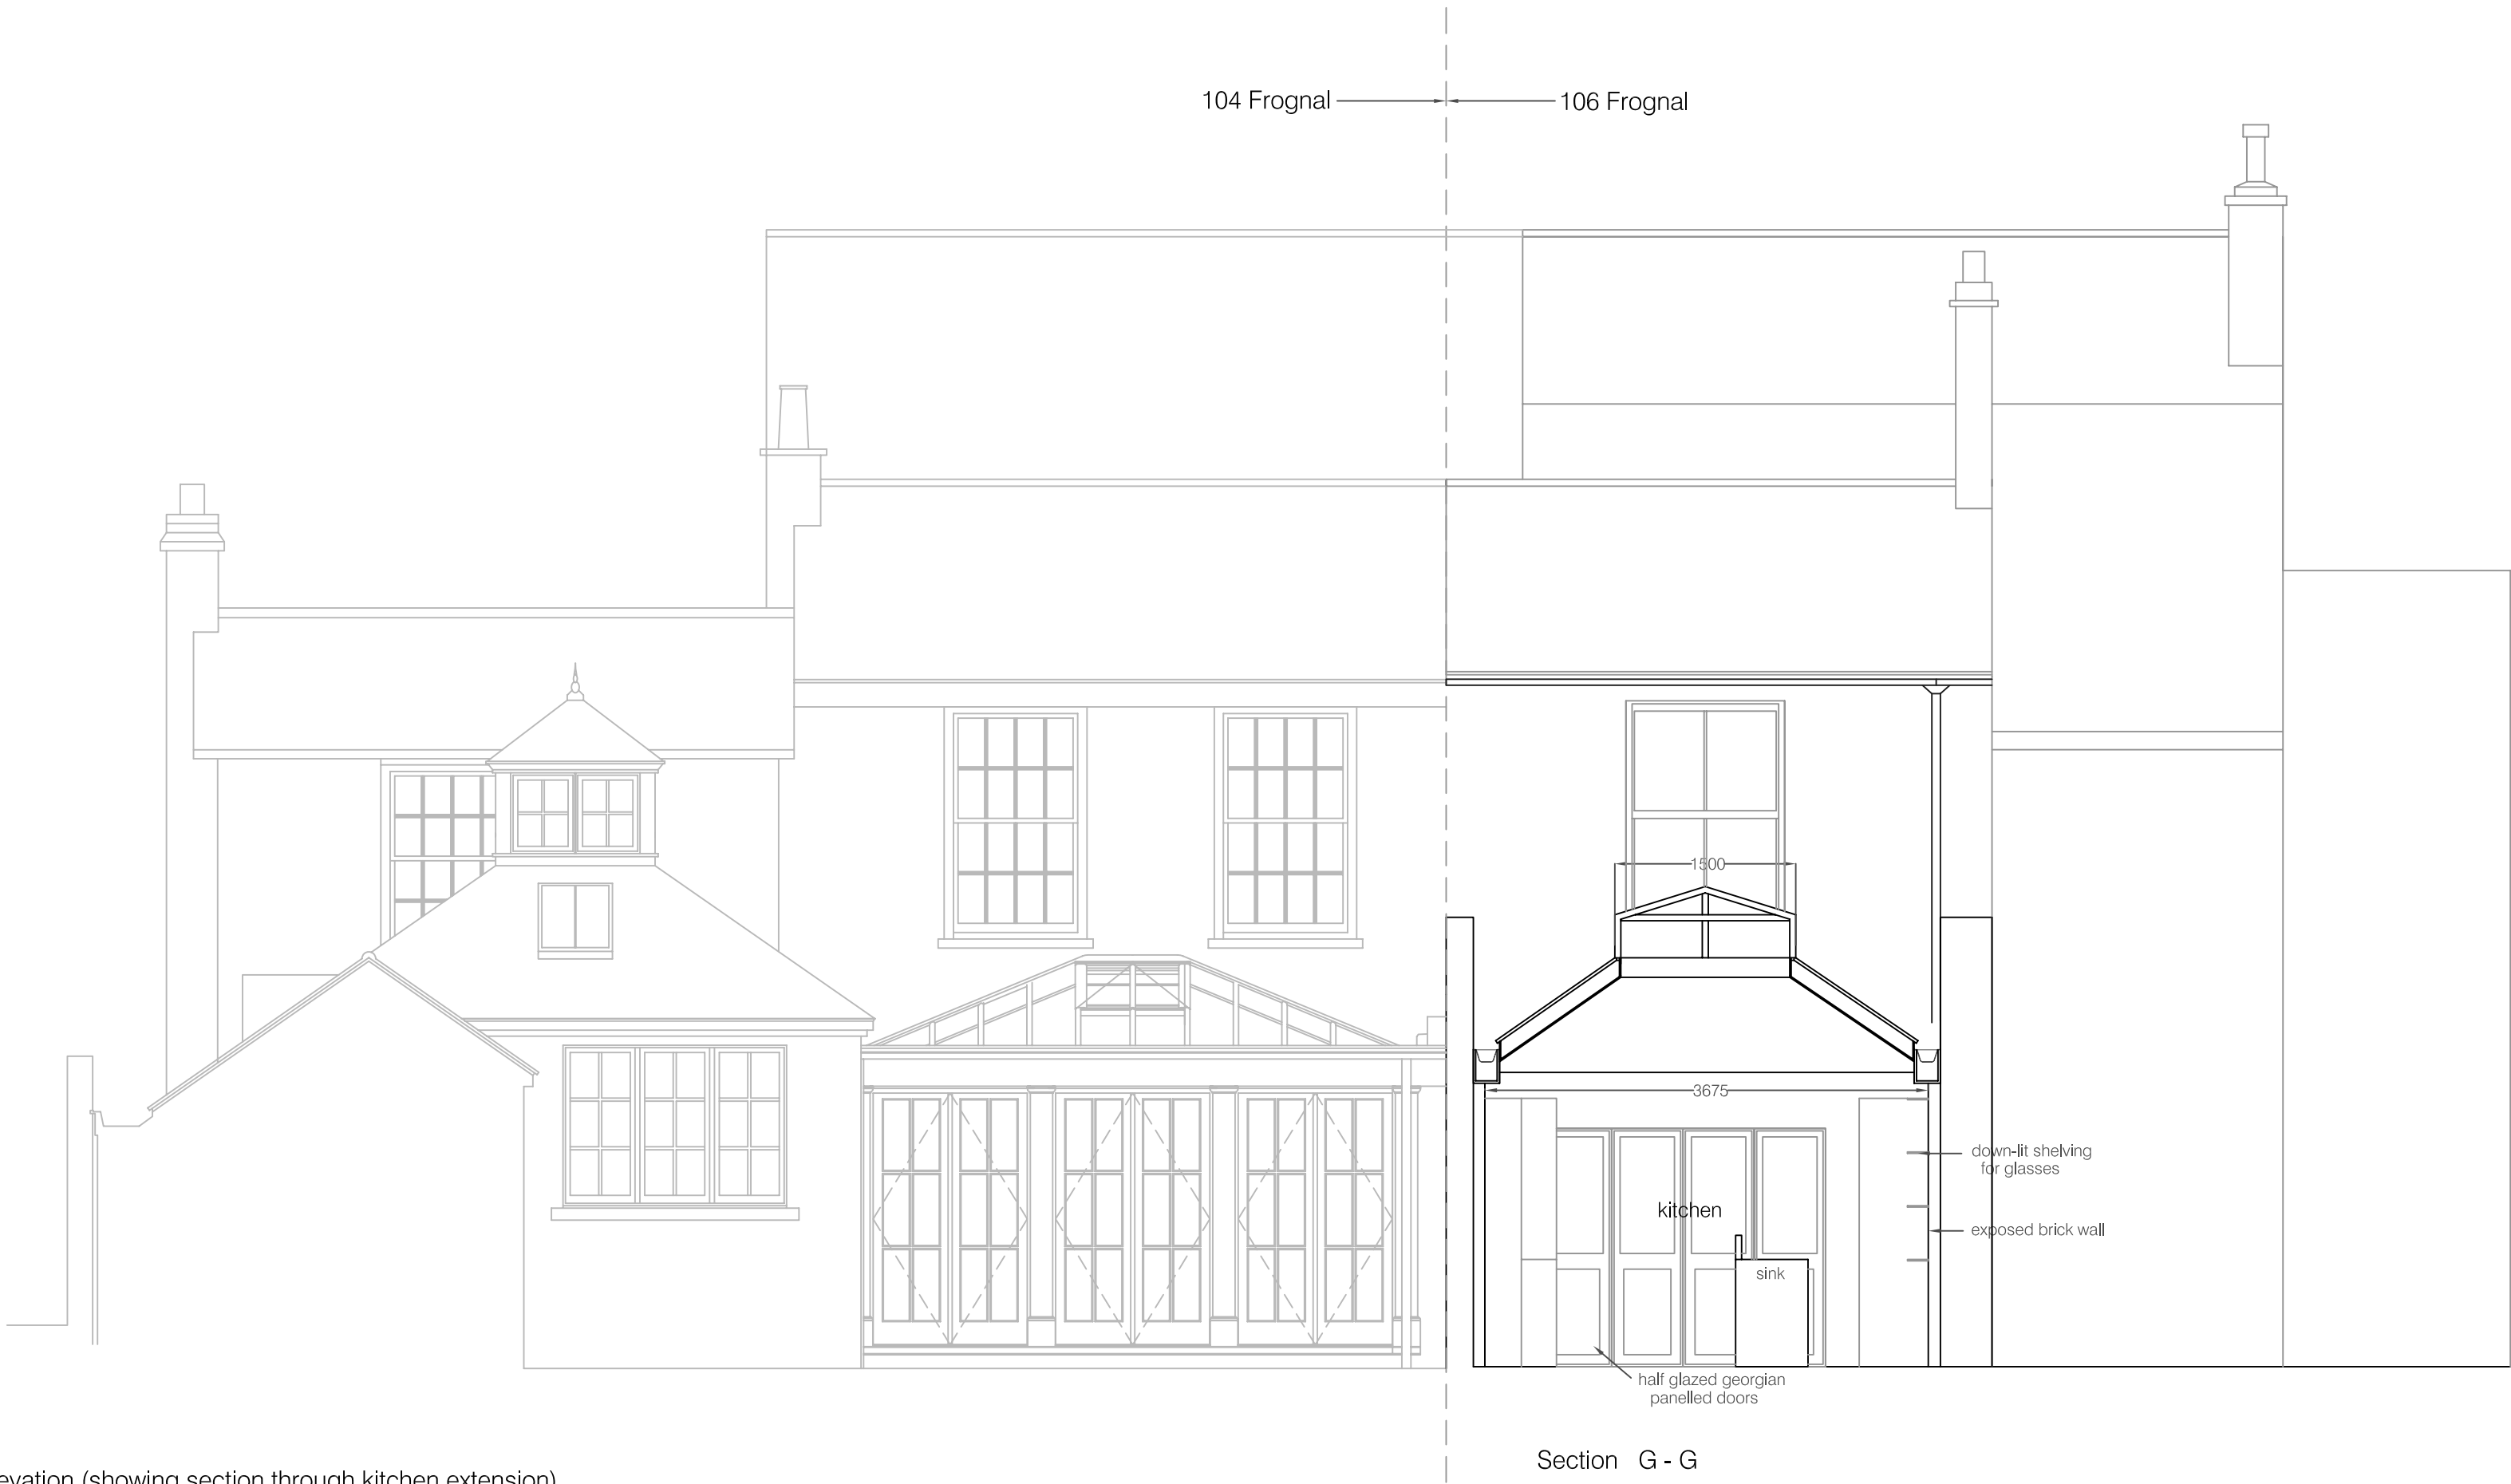 104 Frognal
106 Frognal
1500
3675
down-lit shelving
for glasses
kitchen
exposed brick wall
sink
half glazed georgian
panelled doors
Section G - G
(showing section through kitchen extension)